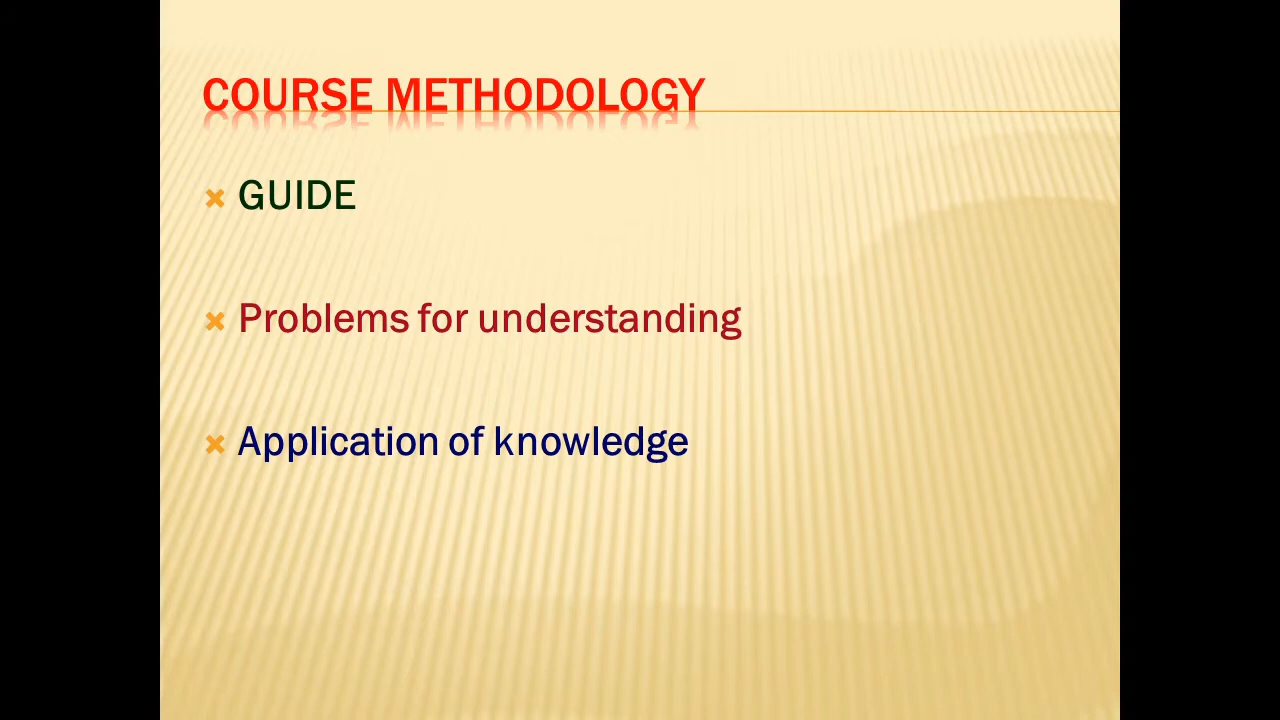 COURSE METHODOLOGY
GUIDE
Problems for understanding
Application of knowledge